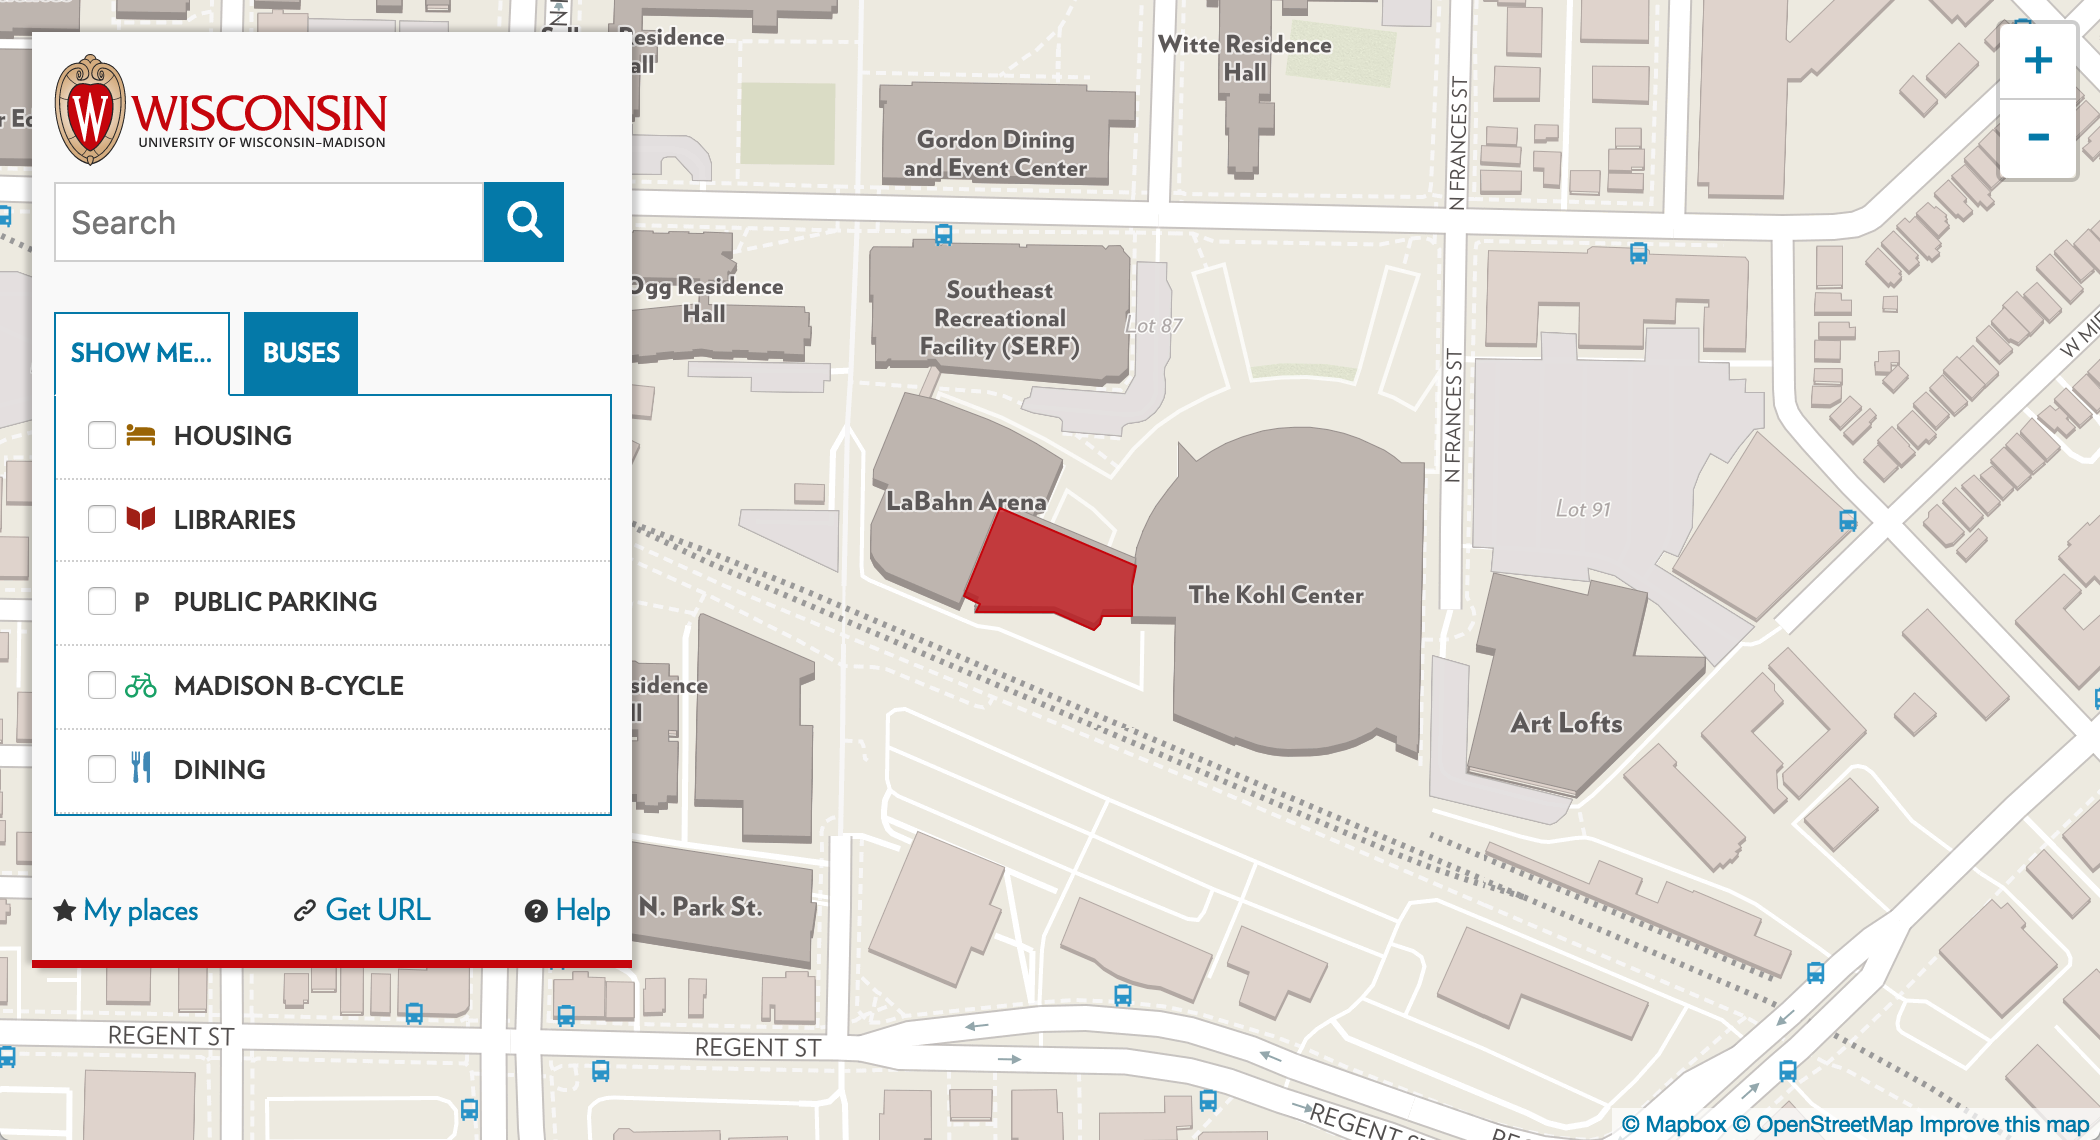 WISCONSIN
UNIVERSITY OF WISCONSIN–MADISON
Search
SHOW ME...
BUSES
HOUSING
LIBRARIES
P
PUBLIC PARKING
MADISON B-CYCLE
DINING
My places
Get URL
? Help
Residence
Witte Residence
Hall
Gordon Dining
and Event Center
N FRANCES ST
Ogg Residence
Hall
Southeast
Recreational
Facility (SERF)
Lot 87
N FRANCES ST
LaBahn Arena
The Kohl Center
Lot 91
Art Lofts
N. Park St.
REGENT ST
REGENT ST
REGENT
+
-
© Mapbox © OpenStreetMap Improve this map